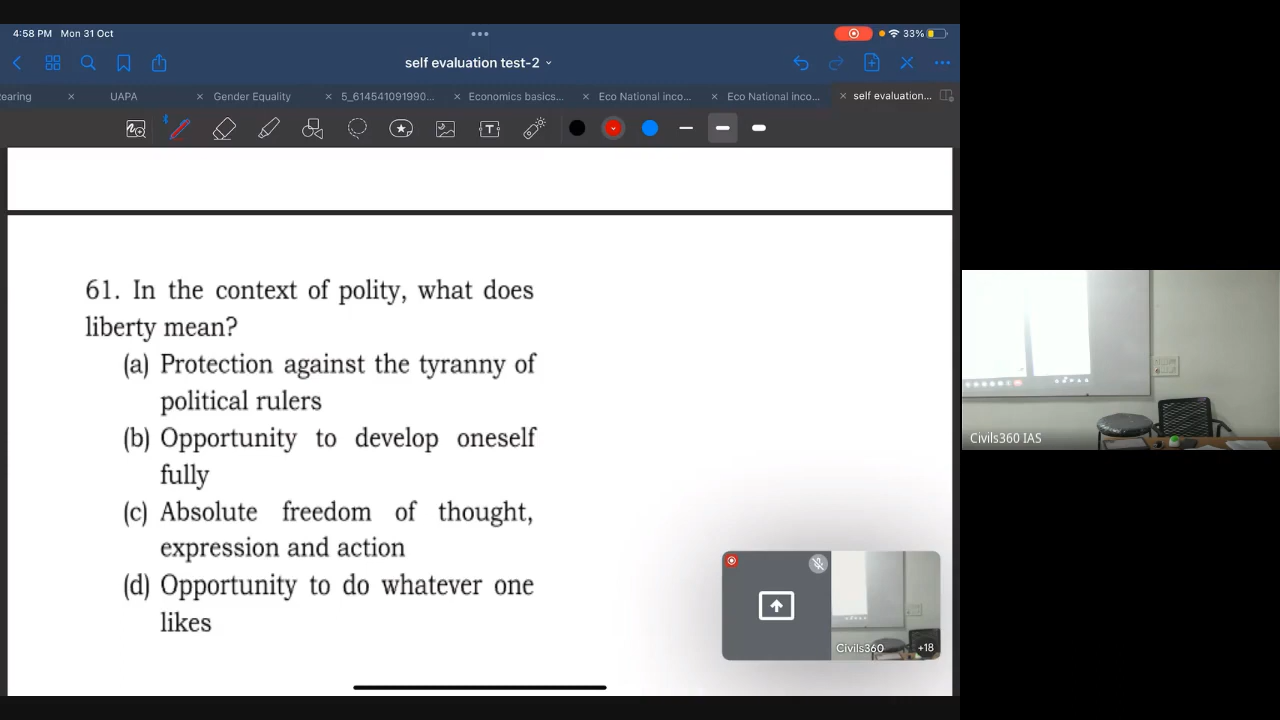 4:58 PM Mon 31 Oct
33%
self evaluation test-2
earing
UAPA
Gender Equality
5_614541091990...
Economics basics...
Eco National inco...
Eco National inco...
self evaluation...
61. In the context of polity, what does
liberty mean?
(a) Protection against the tyranny of
political rulers
(b) Opportunity to develop oneself
fully
(c) Absolute freedom of thought,
expression and action
(d) Opportunity to do whatever one
likes
Civils360
+18
Civils360 IAS